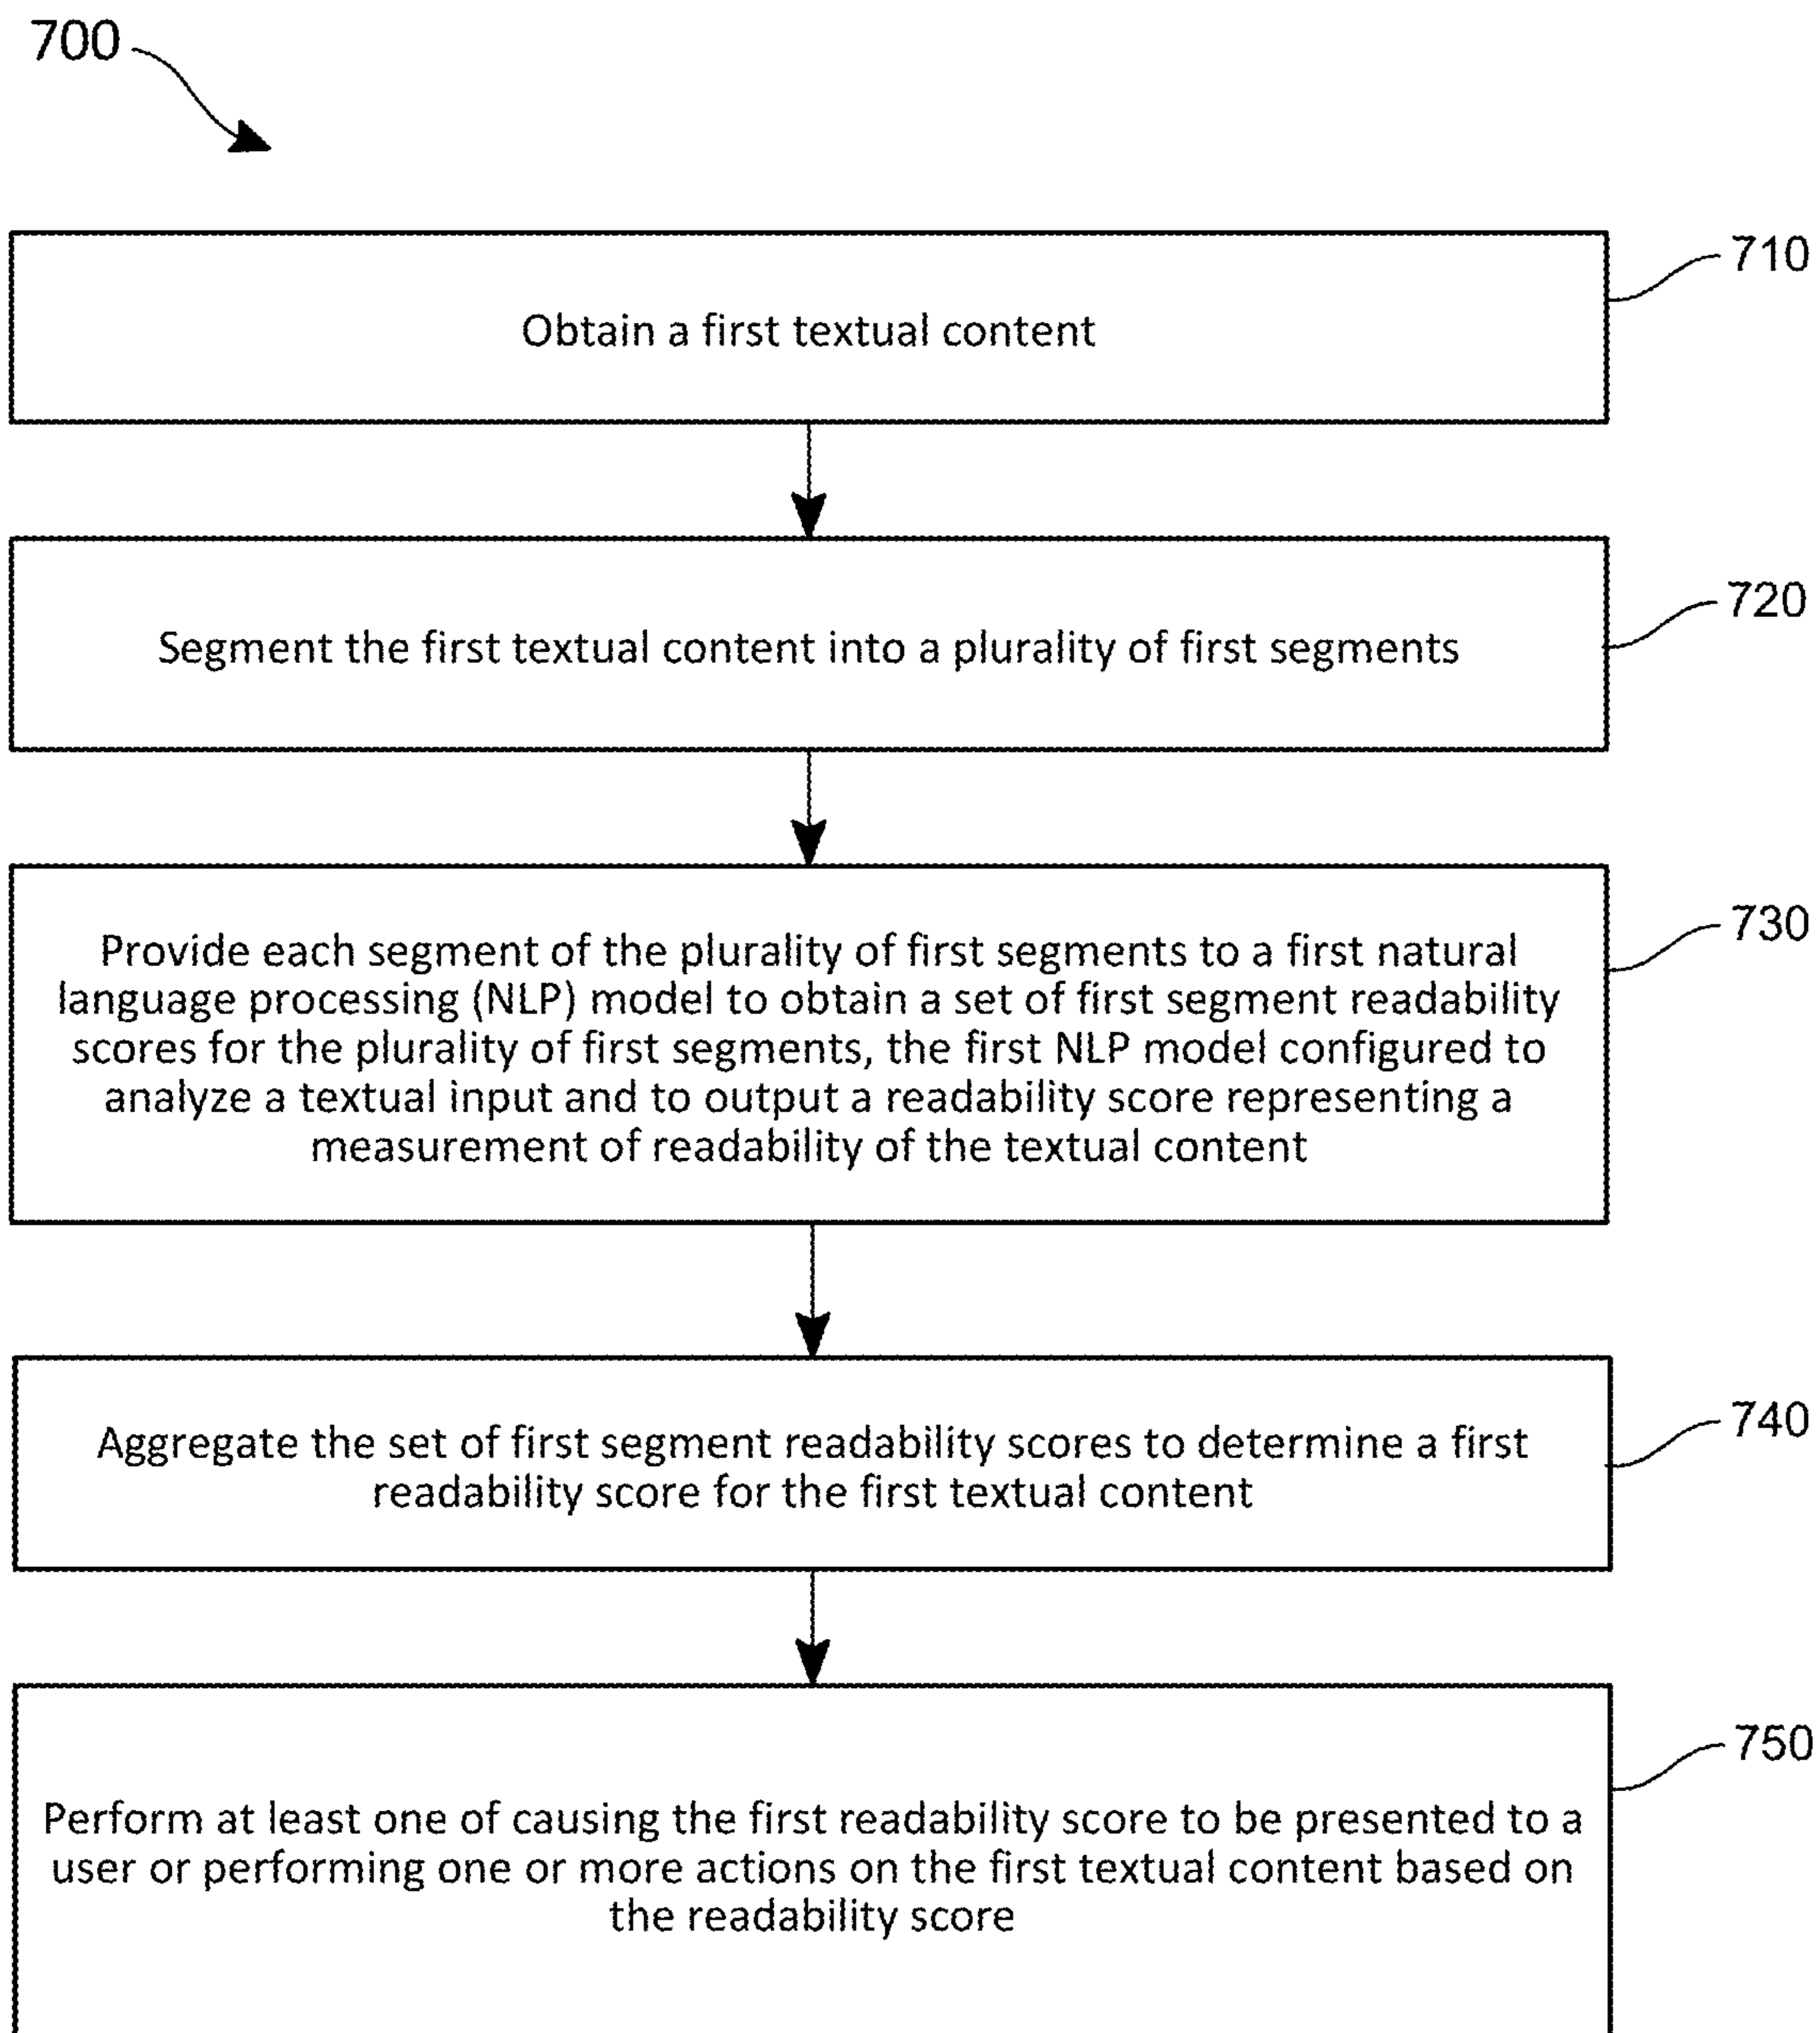 700
710
Obtain a first textual content
720
Segment the first textual content into a plurality of first segments
730
Provide each segment of the plurality of first segments to a first natural
language processing (NLP) model to obtain a set of first segment readability
scores for the plurality of first segments, the first NLP model configured to
analyze a textual input and to output a readability score representing a
measurement of readability of the textual content
740
Aggregate the set of first segment readability scores to determine a first
readability score for the first textual content
750
Perform at least one of causing the first readability score to be presented to a
user or performing one or more actions on the first textual content based on
the readability score